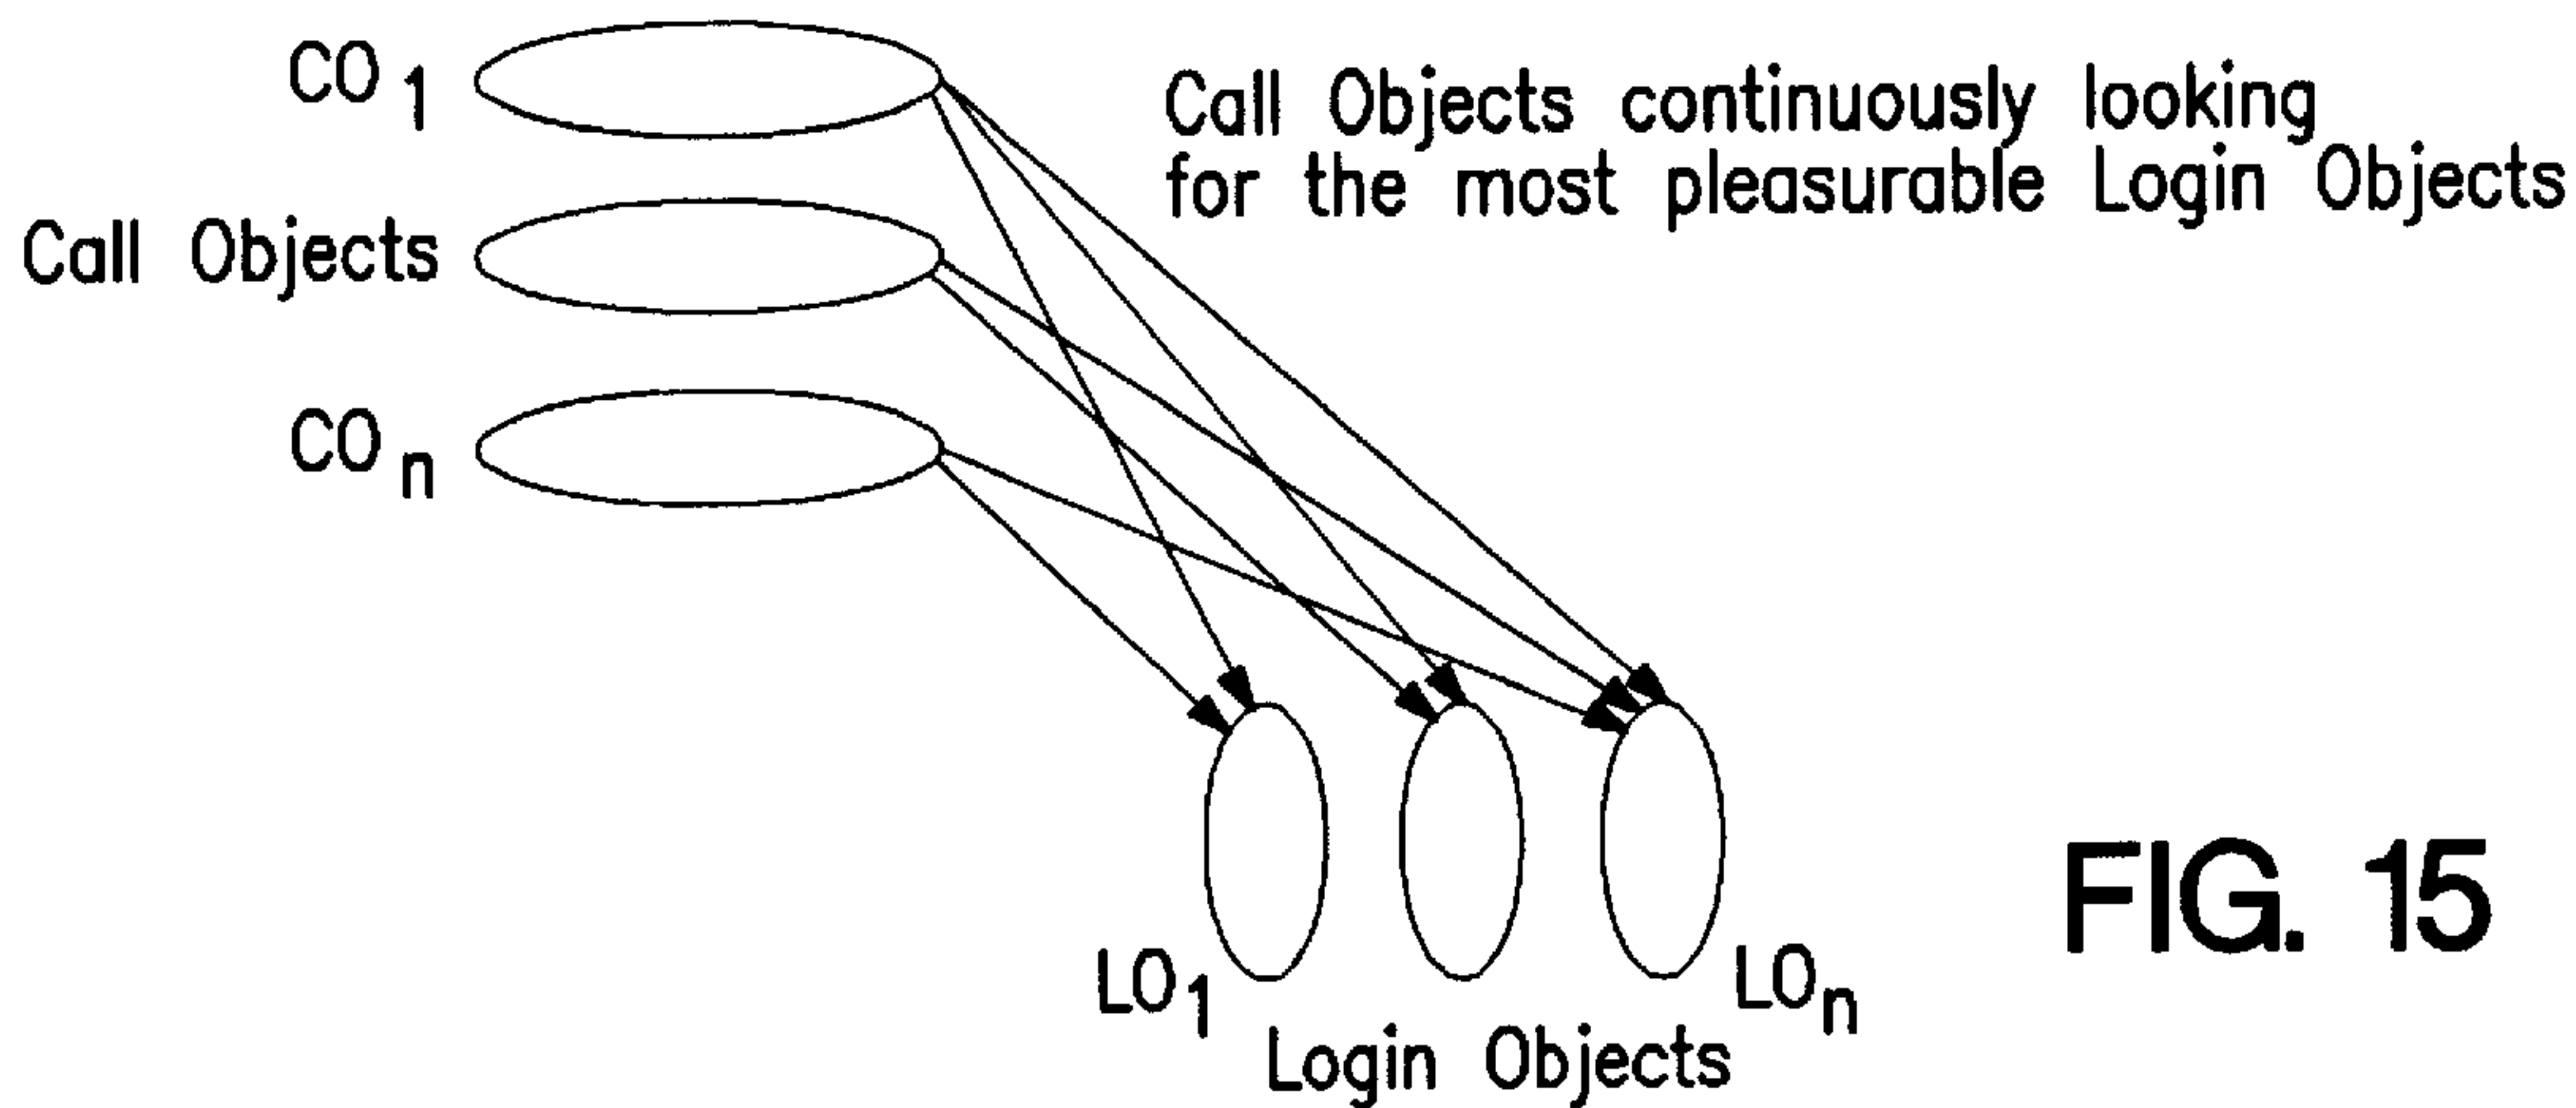 CO 1
Call Objects continuously looking
for the most pleasurable Login Objects
Call Objects
CO n
LO1
LOn
Login Objects
FIG. 15